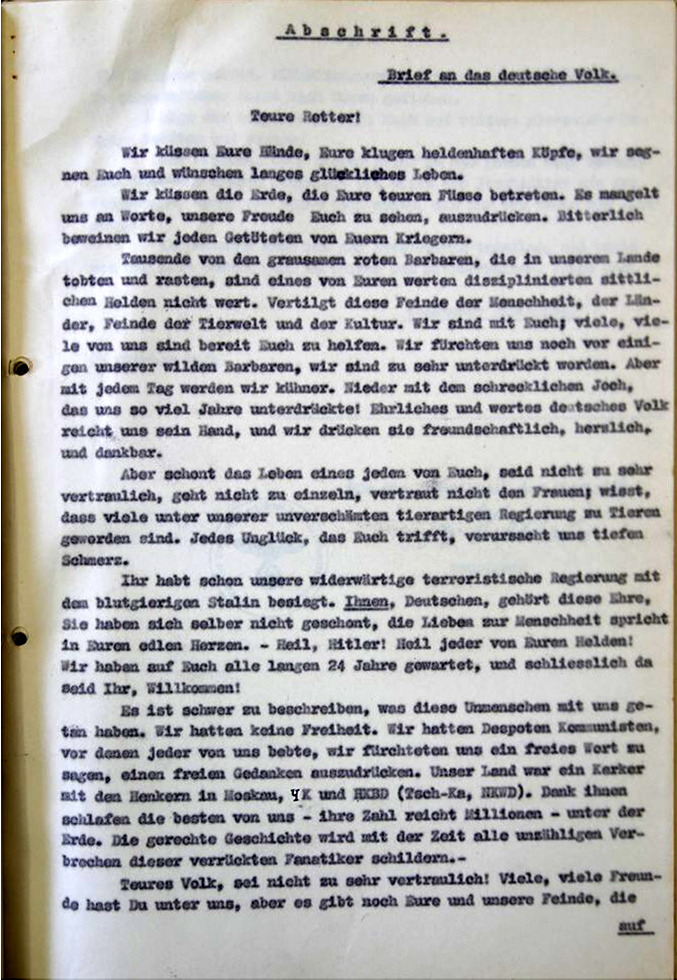 Abschrift.
Brief an das deutsche Volk.
Teure Retter!
Wir küssen Eure Hände, Eure klugen heldenhaften Köpfe, wir seg-
nen Euch und wünschen langes glückliches Leben.
Wir küssen die Erde, die Eure teuren Füsse betreten. Es mangelt
uns an Worte, unsere Freude Euch zu sehen, auszudrücken. Bitterlich
beweinen wir jeden Getöteten von Euern Kriegern.
Tausende von den grausamen roten Barbaren, die in unserem Lande
tobten und rasten, sind eines von Euren werten disziplinierten sittli-
chen Helden nicht wert. Vertilgt diese Feinde der Menschheit, der Län-
der, Feinde der Tierwelt und der Kultur. Wir sind mit Euch; viele, vie-
le von uns sind bereit Euch zu helfen. Wir fürchten uns noch vor eini-
gen unserer wilden Barbaren, wir sind zu sehr unterdrückt worden. Aber
mit jedem Tag werden wir kühner. Nieder mit dem schrecklichen Joch,
das uns so viel Jahre unterdrückte! Ehrliches und wertes deutsches Volk
reicht uns sein Hand, und wir drücken sie freundschaftlich, herzlich,
und dankbar.
Aber schont das Leben eines jeden von Euch, seid nicht zu sehr
vertraulich, geht nicht zu einzeln, vertraut nicht den Frauen; wisst,
dass viele unter unserer unverschämten tierartigen Regierung zu Tieren
geworden sind. Jedes Unglück, das Euch trifft, verursacht uns tiefen
Schmerz.
Ihr habt schon unsere widerwärtige terroristische Regierung mit
dem blutgierigen Stalin besiegt. Ihnen, Deutschen, gehört diese Ehre,
Sie haben sich selber nicht geschont, die Lieben zur Menschheit spricht
in Euren edlen Herzen. - Heil, Hitler! Heil jeder von Euren Helden!
Wir haben auf Euch alle langen 24 Jahre gewartet, und schliesslich da
seid Ihr, Willkommen!
Es ist schwer zu beschreiben, was diese Unmenschen mit uns ge-
tan haben. Wir hatten keine Freiheit. Wir hatten Despoten Kommunisten,
vor denen jeder von uns bebte, wir fürchteten uns ein freies Wort zu
sagen, einen freien Gedanken auszudrücken. Unser Land war ein Kerker
mit den Henkern in Moskau, ЧK und HKBD (Tsch-Ka, NKWD). Dank ihnen
schlafen die besten von uns - ihre Zahl reicht Millionen - unter der
Erde. Die gerechte Geschichte wird mit der Zeit alle unzähligen Ver-
brechen dieser verrückten Fanatiker schildern.-
Teures Volk, sei nicht zu sehr vertraulich! Viele, viele Freun-
de hast Du unter uns, aber es gibt noch Eure und unsere Feinde, die
auf